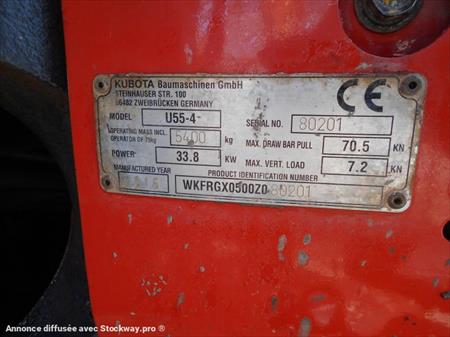 KUBOTA Baumaschinen GmbH
STEINHAUSER STR. 100
66482 ZWEIBRÜCKEN GERMANY
CE
MODEL U55-4
SERIAL NO. 80201
OPERATING MASS INCL.
OPERATOR OF 75kg 5400 kg
MAX. DRAW BAR PULL 70.5 KN
POWER 33.8 KW
MAX. VERT. LOAD 7.2 KN
MANUFACTURED YEAR
PRODUCT IDENTIFICATION NUMBER
WKFRGX0500Z080201
Annonce diffusée avec Stockway.pro ®